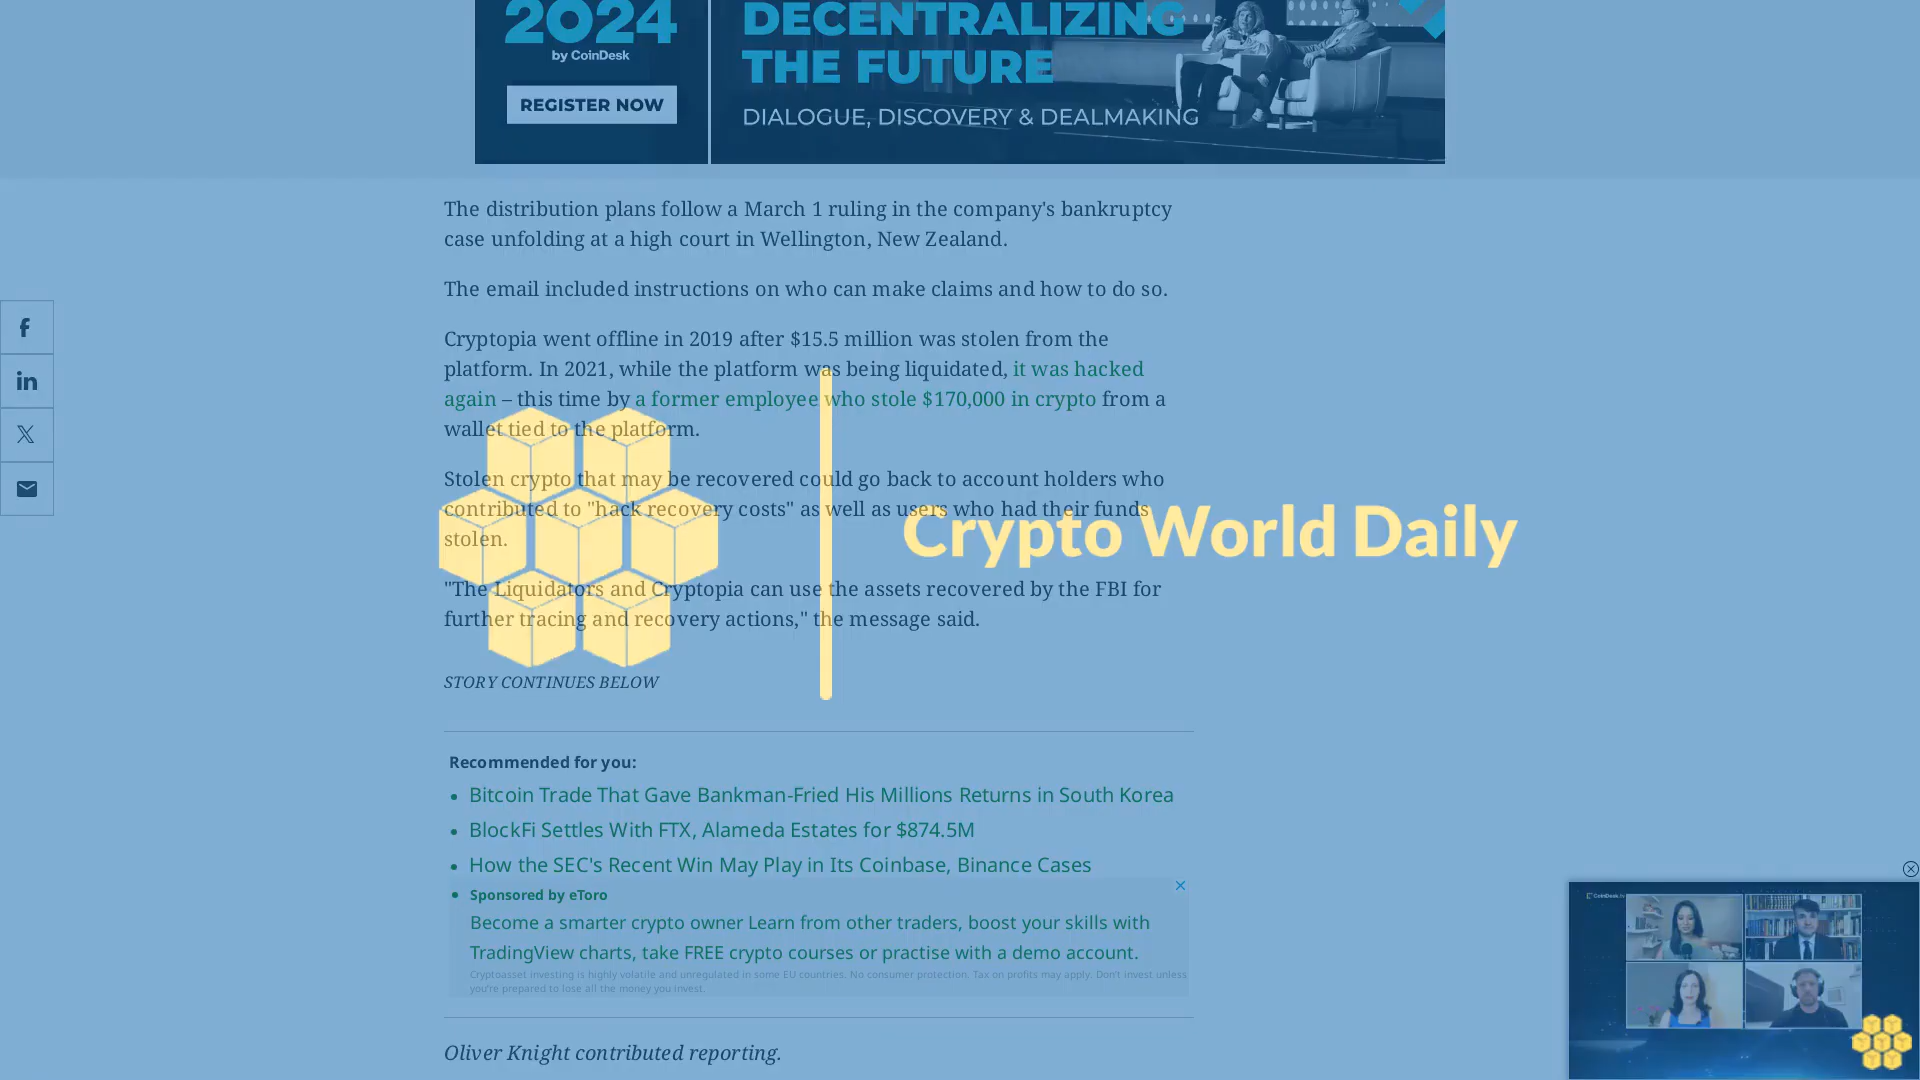 2024
by CoinDesk
REGISTER NOW
DECENTRALIZING
THE FUTURE
DIALOGUE, DISCOVERY & DEALMAKING
The distribution plans follow a March 1 ruling in the company's bankruptcy
case unfolding at a high court in Wellington, New Zealand.
The email included instructions on who can make claims and how to do so.
Cryptopia went offline in 2019 after $15.5 million was stolen from the
platform. In 2021, while the platform was being liquidated, it was hacked
again – this time by a former employee who stole $170,000 in crypto from a
wallet tied to the platform.
Stolen crypto that may be recovered could go back to account holders who
contributed to "hack recovery costs" as well as users who had their funds
stolen.
Crypto World Daily
"The Liquidators and Cryptopia can use the assets recovered by the FBI for
further tracing and recovery actions," the message said.
STORY CONTINUES BELOW
Recommended for you:
• Bitcoin Trade That Gave Bankman-Fried His Millions Returns in South Korea
• BlockFi Settles With FTX, Alameda Estates for $874.5M
• How the SEC's Recent Win May Play in Its Coinbase, Binance Cases
• Sponsored by eToro
Become a smarter crypto owner Learn from other traders, boost your skills with
TradingView charts, take FREE crypto courses or practise with a demo account.
Cryptoasset investing is highly volatile and unregulated in some EU countries. No consumer protection. Tax on profits may apply. Don't invest unless
you're prepared to lose all the money you invest.
Oliver Knight contributed reporting.